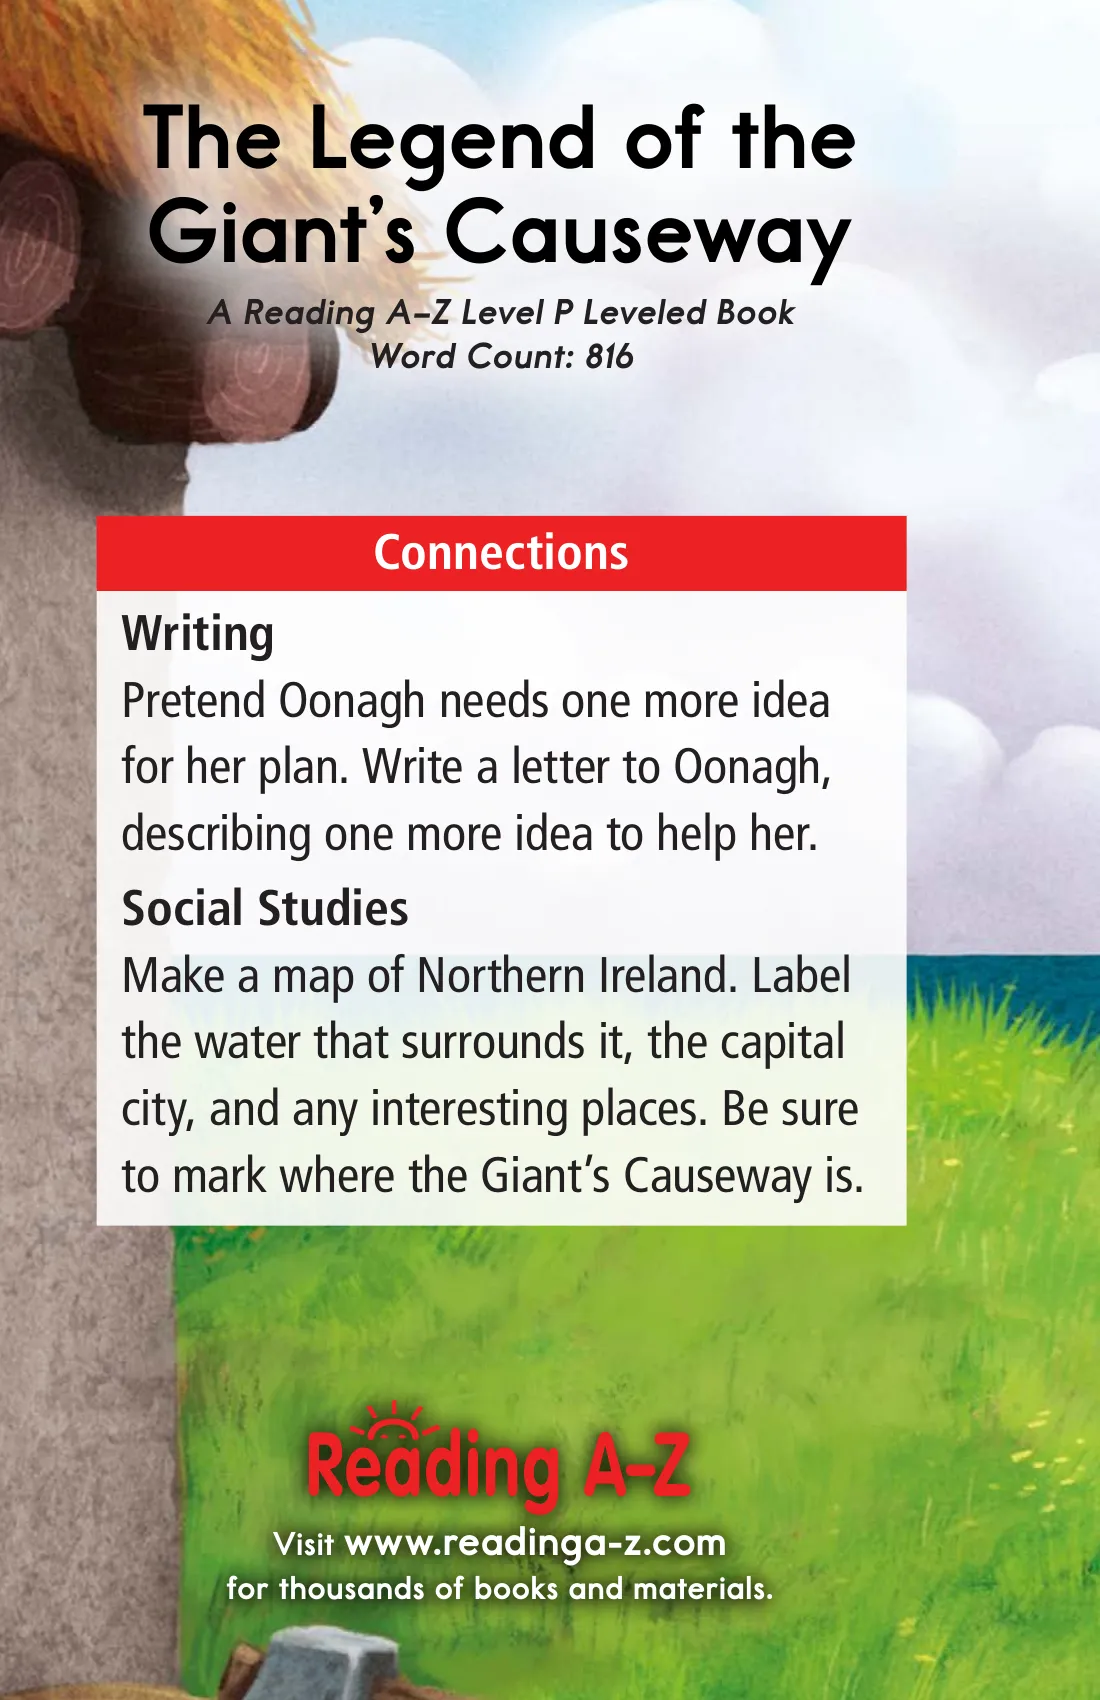 The Legend of the
Giant’s Causeway
A Reading A–Z Level P Leveled Book
Word Count: 816
Connections
Writing
Pretend Oonagh needs one more idea
for her plan. Write a letter to Oonagh,
describing one more idea to help her.
Social Studies
Make a map of Northern Ireland. Label
the water that surrounds it, the capital
city, and any interesting places. Be sure
to mark where the Giant’s Causeway is.
Reading A–Z
Visit www.readinga-z.com
for thousands of books and materials.